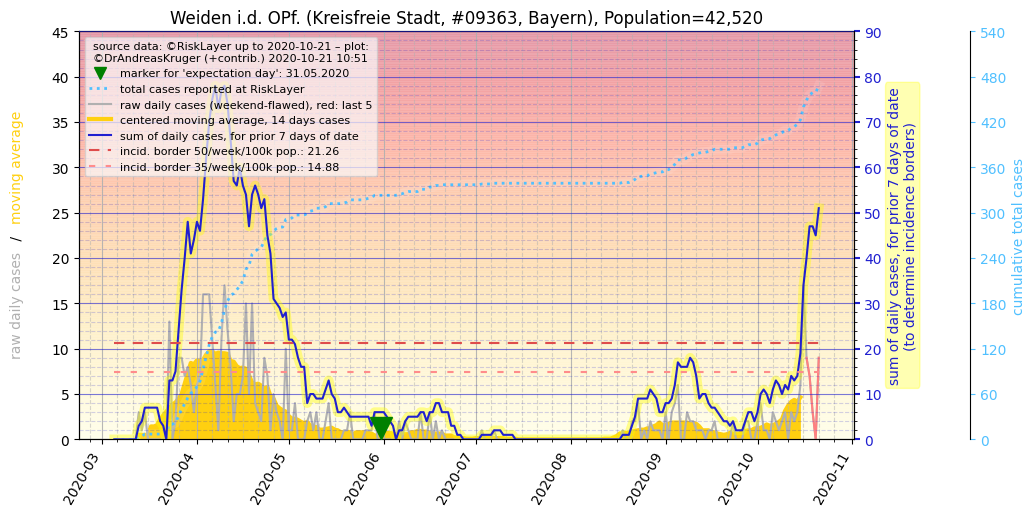 Weiden i.d. OPf. (Kreisfreie Stadt, #09363, Bayern), Population=42,520
source data: ©RiskLayer up to 2020-10-21 – plot:
©DrAndreasKruger (+contrib.) 2020-10-21 10:51
marker for 'expectation day': 31.05.2020
total cases reported at RiskLayer
raw daily cases (weekend-flawed), red: last 5
centered moving average, 14 days cases
sum of daily cases, for prior 7 days of date
incid. border 50/week/100k pop.: 21.26
incid. border 35/week/100k pop.: 14.88
raw daily cases / moving average
45
40
35
30
25
20
15
10
5
0
2020-03
2020-04
2020-05
2020-06
2020-07
2020-08
2020-09
2020-10
2020-11
90
80
70
60
50
40
30
20
10
0
sum of daily cases, for prior 7 days of date
(to determine incidence borders)
540
480
420
360
300
240
180
120
60
0
cumulative total cases